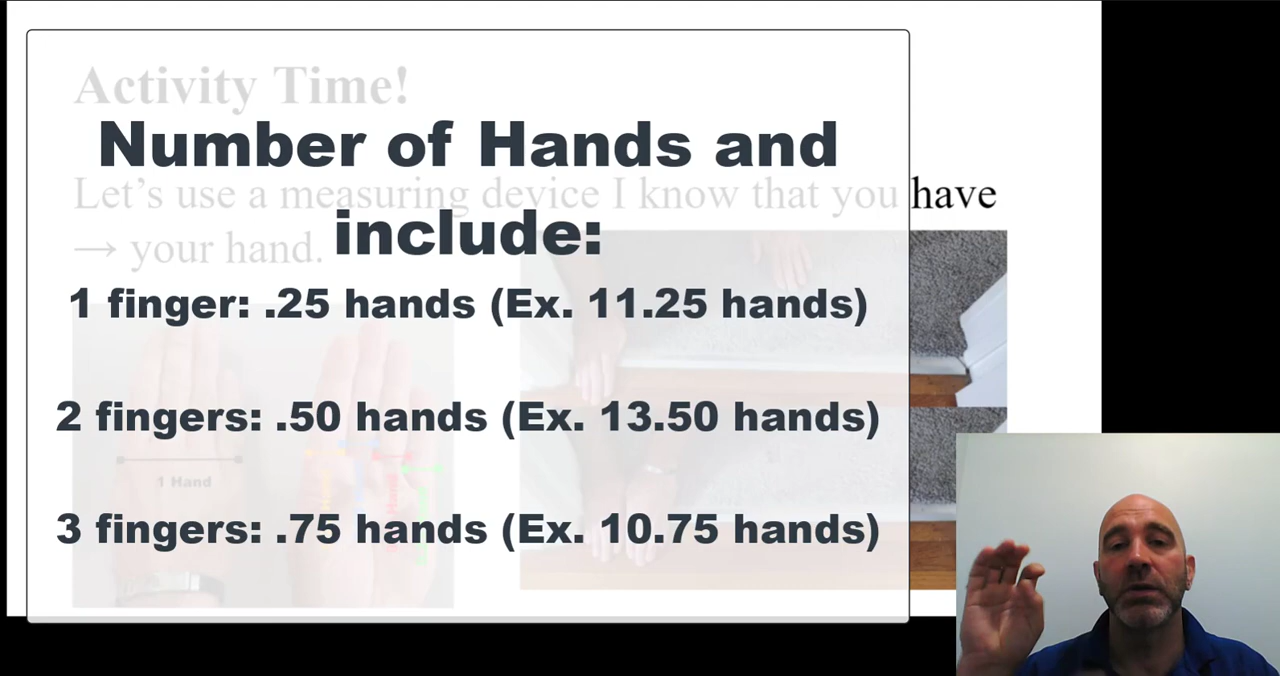 Activity Time!
Number of Hands and
Let’s use a measuring device I know that you have
include:
→ your hand.
1 finger: .25 hands (Ex. 11.25 hands)
2 fingers: .50 hands (Ex. 13.50 hands)
1 Hand
3 fingers: .75 hands (Ex. 10.75 hands)